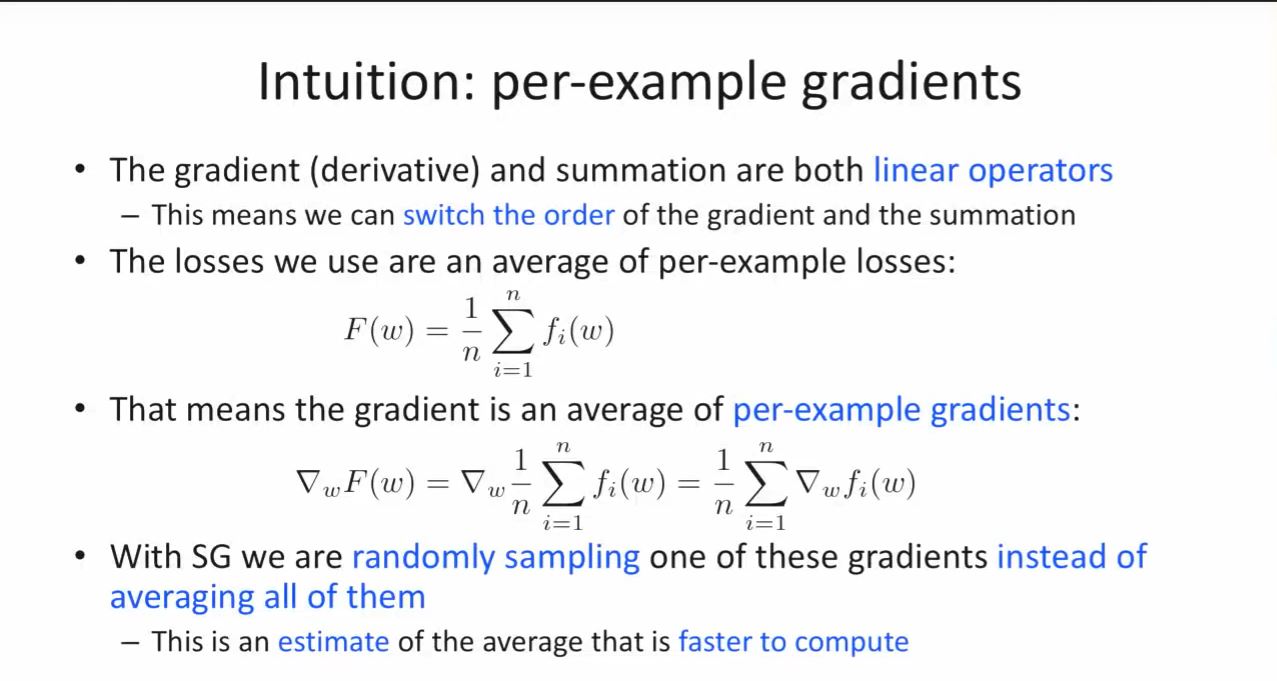 Intuition: per-example gradients
• The gradient (derivative) and summation are both linear operators
– This means we can switch the order of the gradient and the summation
• The losses we use are an average of per-example losses:
F(w) = \frac{1}{n} \sum_{i=1}^{n} f_i(w)
• That means the gradient is an average of per-example gradients:
\nabla_w F(w) = \nabla_w \frac{1}{n} \sum_{i=1}^{n} f_i(w) = \frac{1}{n} \sum_{i=1}^{n} \nabla_w f_i(w)
• With SG we are randomly sampling one of these gradients instead of
averaging all of them
– This is an estimate of the average that is faster to compute